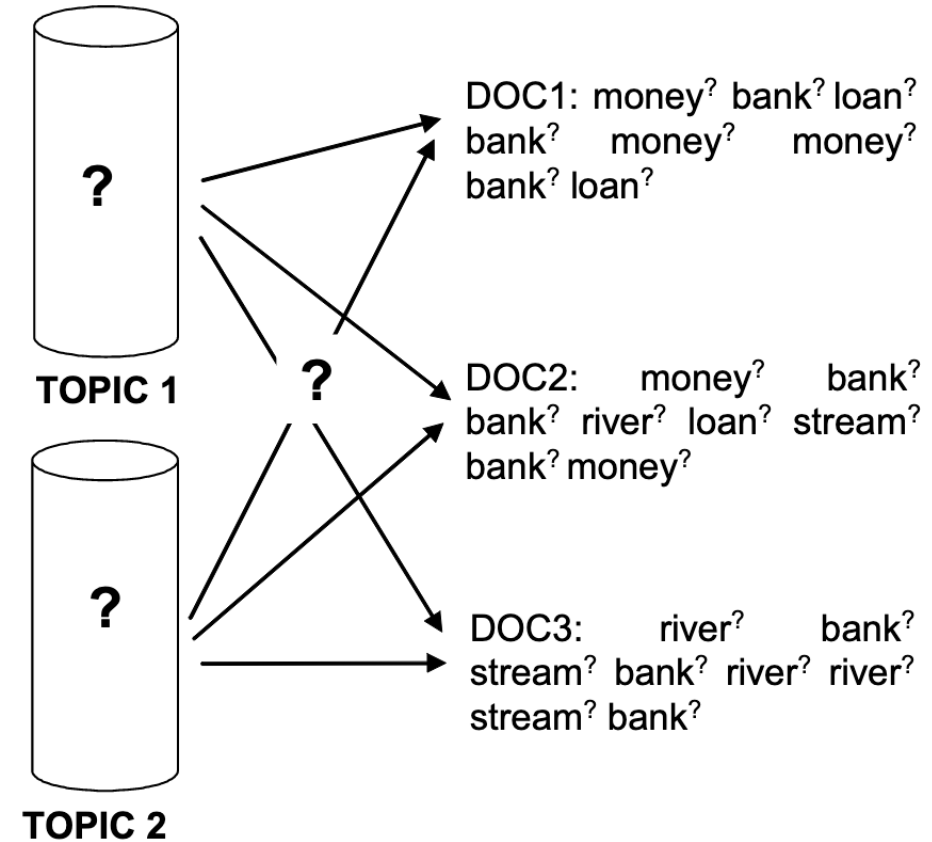 ?
TOPIC 1
?
TOPIC 2
?
DOC1: money? bank? loan?
bank? money? money?
bank? loan?
DOC2: money? bank?
bank? river? loan? stream?
bank? money?
DOC3: river? bank?
stream? bank? river? river?
stream? bank?